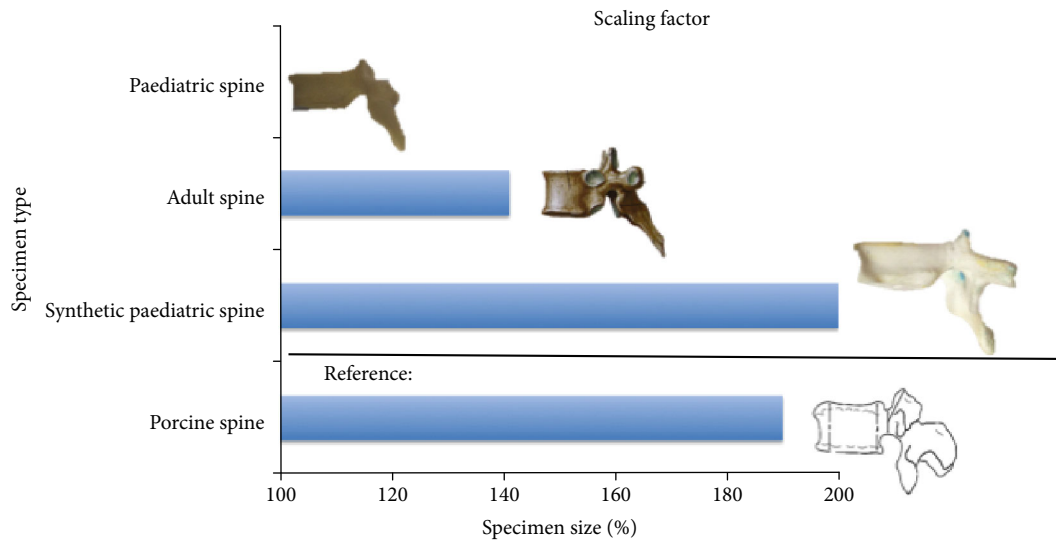 Scaling factor
Specimen type
Paediatric spine
Adult spine
Synthetic paediatric spine
Reference:
Porcine spine
100 120 140 160 180 200
Specimen size (%)